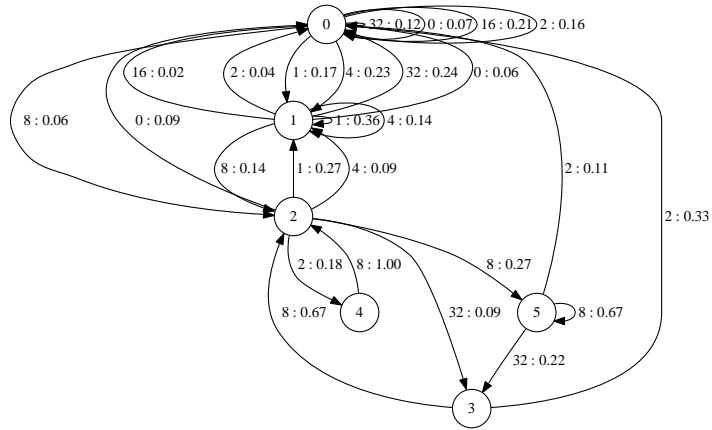 0
32 : 0.12
0 : 0.07
16 : 0.21
2 : 0.16
16 : 0.02
2 : 0.04
1 : 0.17
4 : 0.23
32 : 0.24
0 : 0.06
8 : 0.06
0 : 0.09
1
1 : 0.36
4 : 0.14
8 : 0.14
1 : 0.27
4 : 0.09
2 : 0.11
2
2 : 0.33
2 : 0.18
8 : 1.00
8 : 0.27
8 : 0.67
4
32 : 0.09
5
8 : 0.67
32 : 0.22
3